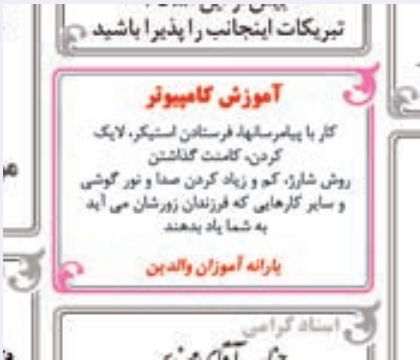 تبریکات اینجانب را پذیرا باشید
آموزش کامپیوتر
کار با پیامرسانها، فرستادن استیکر، لایک
کردن، کامنت گذاشتن
روش شارژ، کم و زیاد کردن صدا و نور گوشی
و سایر کارهایی که فرزندان زورشان می آید
به شما یاد بدهند
یارانه آموزان والدین
استاد گرامی